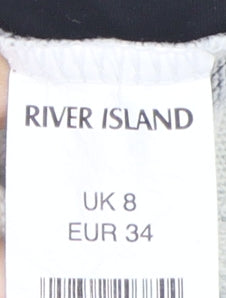 RIVER ISLAND
UK 8
EUR 34